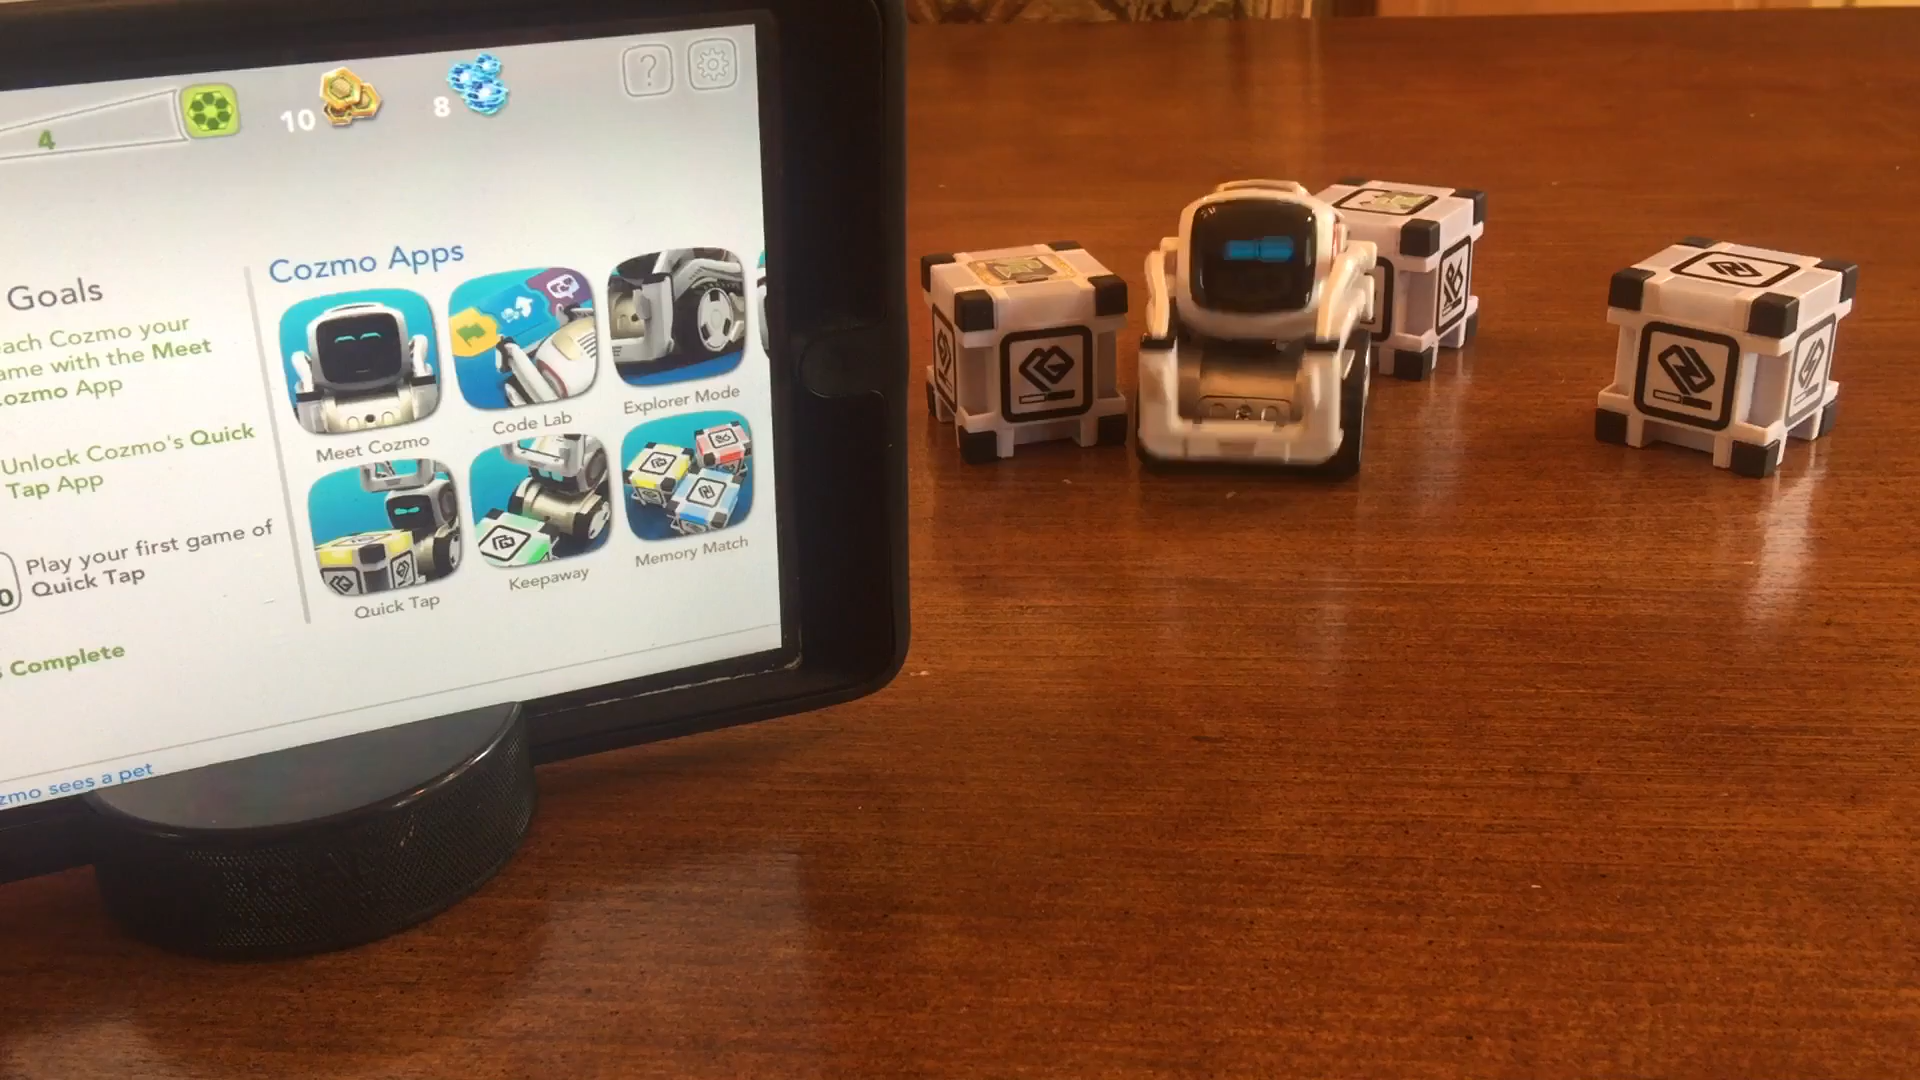 4
10
8
?
Goals
each Cozmo your
ame with the Meet
ozmo App
Unlock Cozmo's Quick
Tap App
0
Play your first game of
Quick Tap
Complete
zmo sees a pet
Cozmo Apps
Meet Cozmo
Code Lab
Explorer Mode
Quick Tap
Keepaway
Memory Match